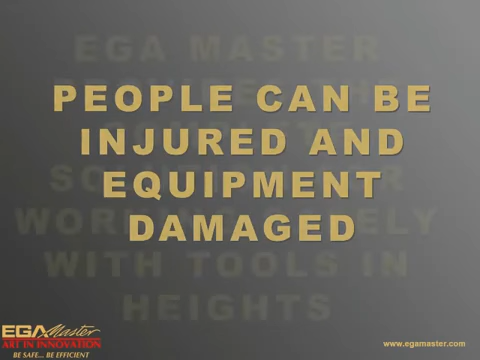 EGA MASTER
PEOPLE CAN BE
INJURED AND
EQUIPMENT
DAMAGED
WITH TOOLS IN
HEIGHTS
EGA Master
ART IN INNOVATION
BE SAFE... BE EFFICIENT
www.egamaster.com